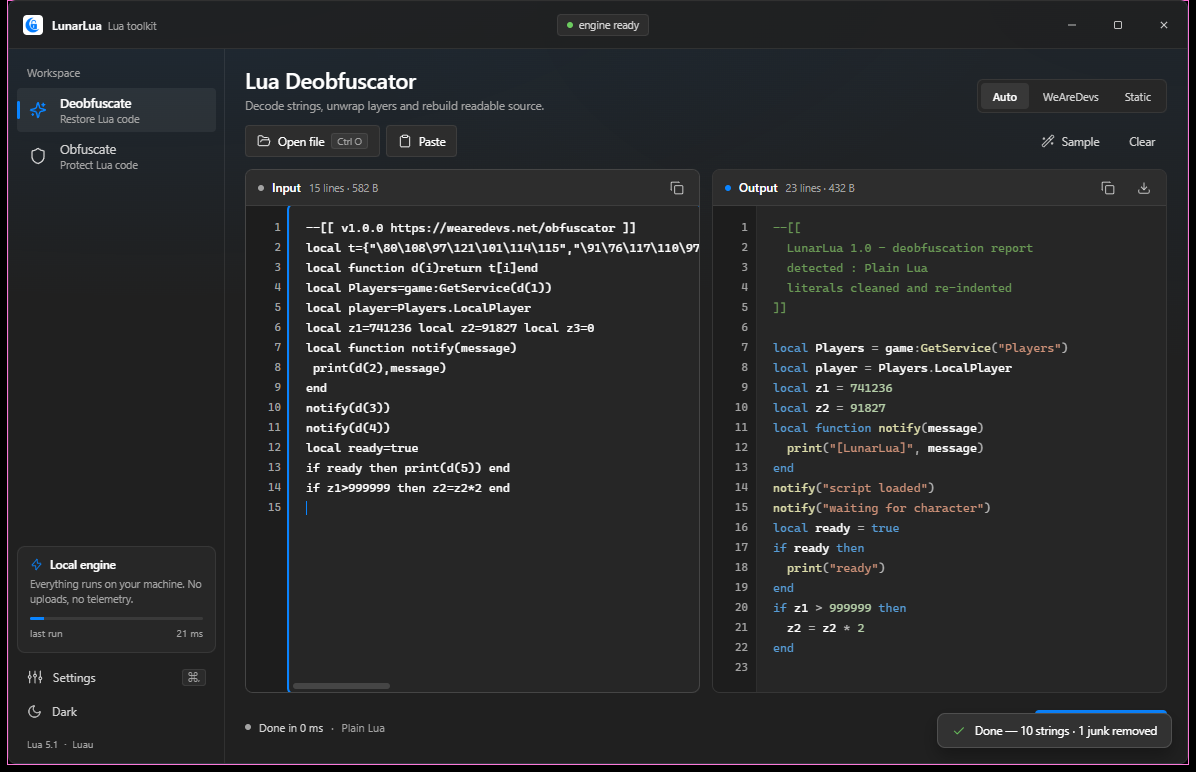 LunarLua Lua toolkit
engine ready
Workspace
Deobfuscate
Restore Lua code
Obfuscate
Protect Lua code
Local engine
Everything runs on your machine. No
uploads, no telemetry.
last run 21 ms
Settings ⌘.
Dark
Lua 5.1 · Luau
Lua Deobfuscator
Decode strings, unwrap layers and rebuild readable source.
Auto WeAreDevs Static
Open file Ctrl O Paste
Sample Clear
Input 15 lines · 582 B
1 --[[ v1.0.0 https://wearedevs.net/obfuscator ]]
2 local t={"\80\108\97\121\101\114\115","\91\76\117\110\97
3 local function d(i)return t[i]end
4 local Players=game:GetService(d(1))
5 local player=Players.LocalPlayer
6 local z1=741236 local z2=91827 local z3=0
7 local function notify(message)
8  print(d(2),message)
9 end
10 notify(d(3))
11 notify(d(4))
12 local ready=true
13 if ready then print(d(5)) end
14 if z1>999999 then z2=z2*2 end
15
Output 23 lines · 432 B
1 --[[
2   LunarLua 1.0 - deobfuscation report
3   detected : Plain Lua
4   literals cleaned and re-indented
5 ]]
6
7 local Players = game:GetService("Players")
8 local player = Players.LocalPlayer
9 local z1 = 741236
10 local z2 = 91827
11 local function notify(message)
12   print("[LunarLua]", message)
13 end
14 notify("script loaded")
15 notify("waiting for character")
16 local ready = true
17 if ready then
18   print("ready")
19 end
20 if z1 > 999999 then
21   z2 = z2 * 2
22 end
23
Done in 0 ms · Plain Lua
Done — 10 strings · 1 junk removed